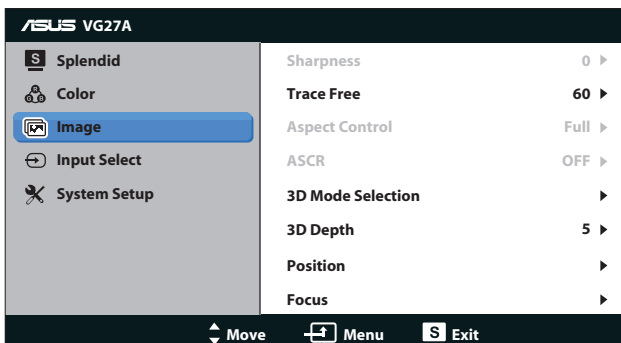 ASUS VG27A
S Splendid
Color
Image
Input Select
System Setup
Sharpness 0
Trace Free 60
Aspect Control Full
ASCR OFF
3D Mode Selection
3D Depth 5
Position
Focus
Move Menu S Exit